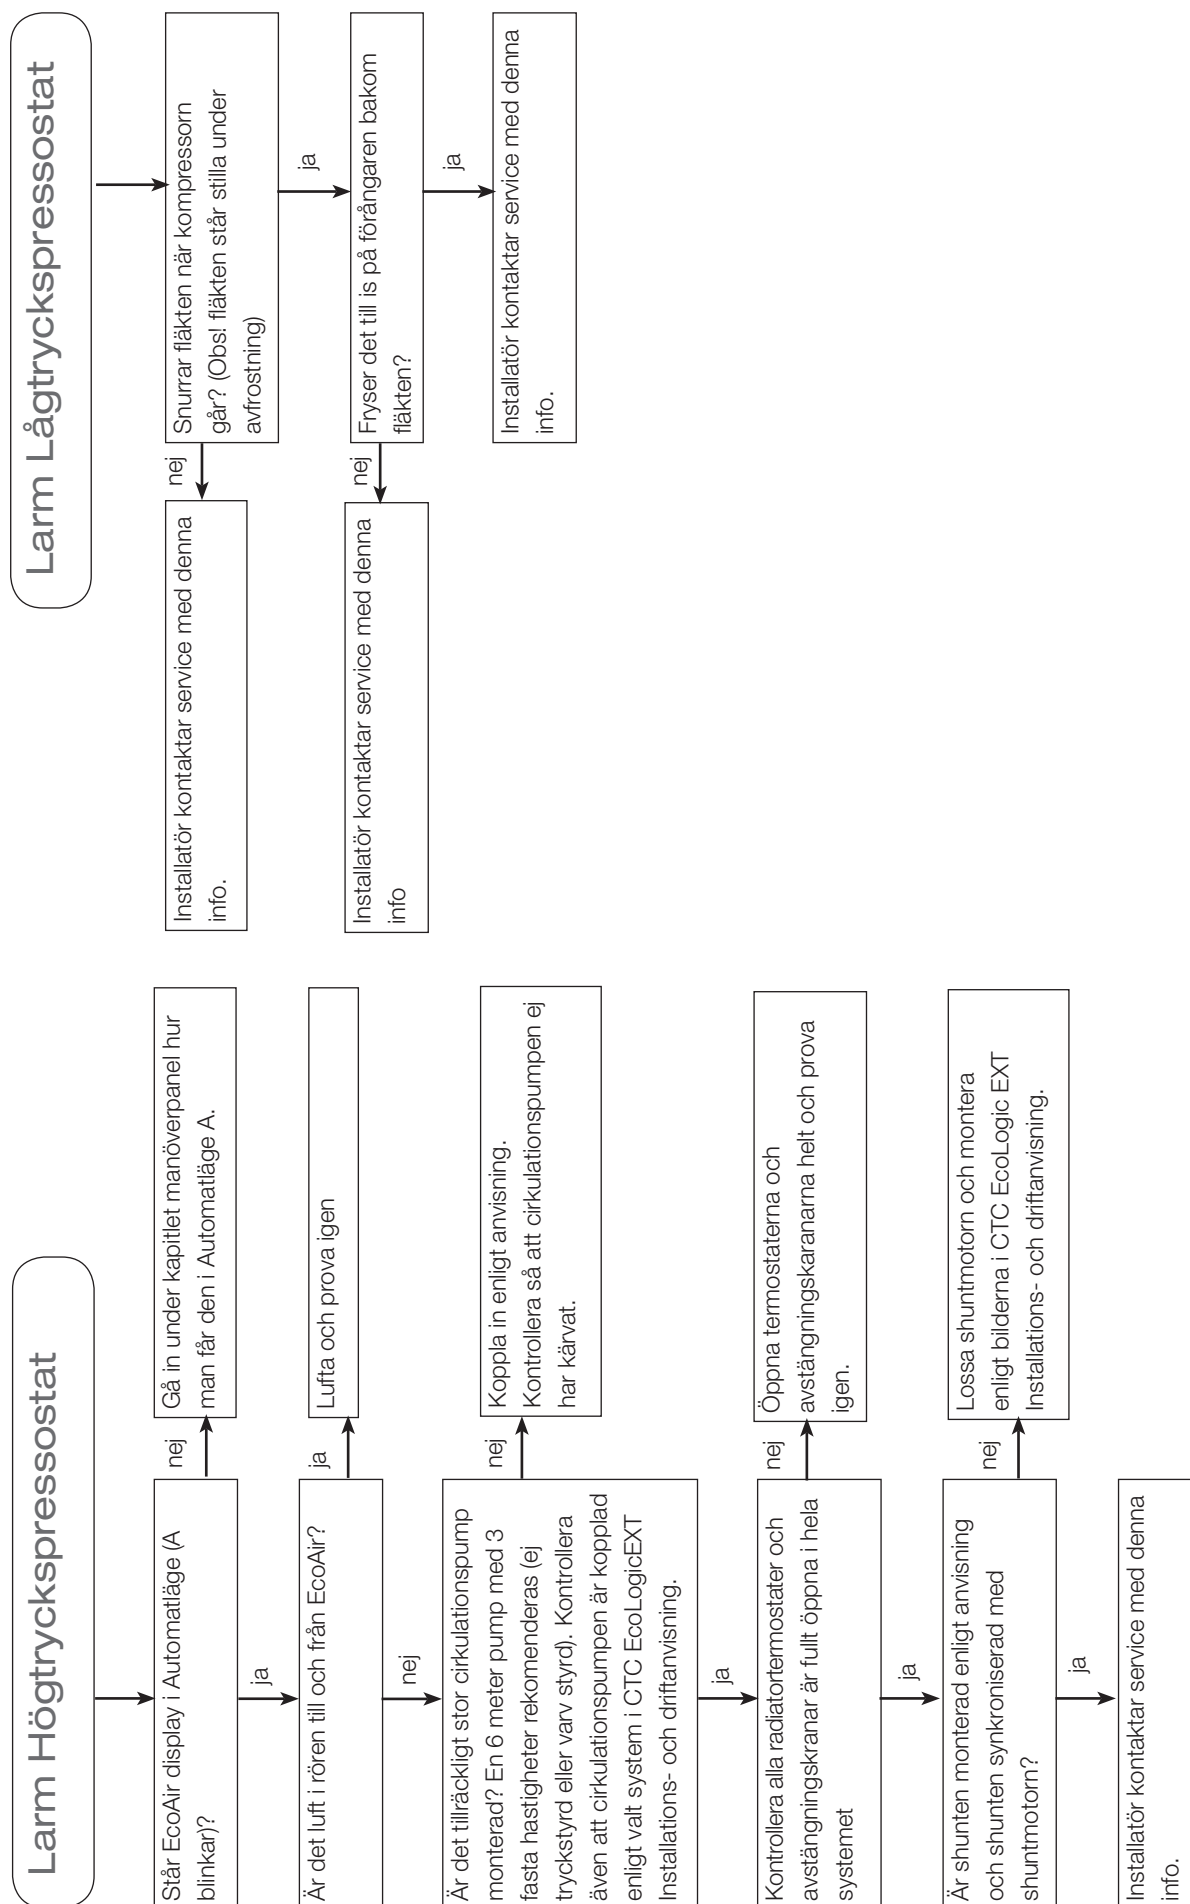 Larm Högtryckspressostat
Står EcoAir display i Automatläge (A
blinkar)?
nej
Gå in under kapitlet manöverpanel hur
man får den i Automatläge A.
ja
Är det luft i rören till och från EcoAir?
ja
Lufta och prova igen
nej
Är det tillräckligt stor cirkulationspump
monterad? En 6 meter pump med 3
fasta hastigheter rekomenderas (ej
tryckstyrd eller varv styrd). Kontrollera
även att cirkulationspumpen är kopplad
enligt valt system i CTC EcoLogicEXT
Installations- och driftanvisning.
nej
Koppla in enligt anvisning.
Kontrollera så att cirkulationspumpen ej
har kärvat.
ja
Kontrollera alla radiatortermostater och
avstängningskranar är fullt öppna i hela
systemet
nej
Öppna termostaterna och
avstängningskaranarna helt och prova
igen.
ja
Är shunten monterad enligt anvisning
och shunten synkroniserad med
shuntmotorn?
nej
Lossa shuntmotorn och montera
enligt bilderna i CTC EcoLogic EXT
Installations- och driftanvisning.
ja
Installatör kontaktar service med denna
info.
Larm Lågtryckspressostat
Snurrar fläkten när kompressorn
går? (Obs! fläkten står stilla under
avfrostning)
nej
Installatör kontaktar service med denna
info.
ja
Fryser det till is på förångaren bakom
fläkten?
nej
Installatör kontaktar service med denna
info
ja
Installatör kontaktar service med denna
info.